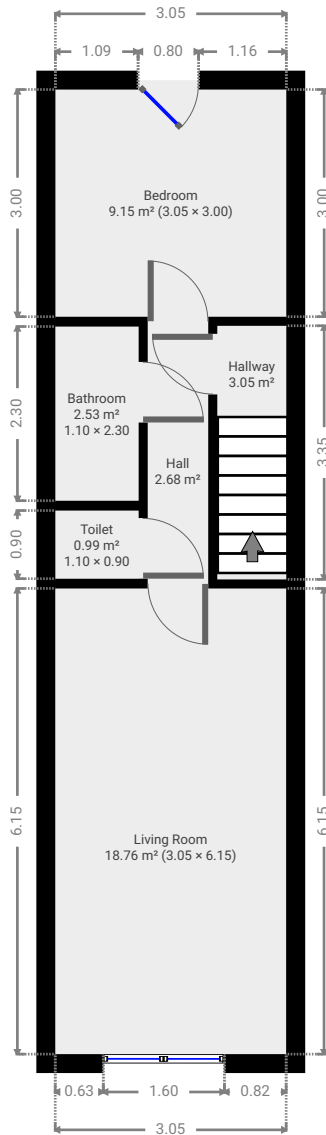 3.05
1.09 0.80 1.16
3.00
3.00
Bedroom
9.15 m² (3.05 × 3.00)
Hallway
3.05 m²
Bathroom
2.53 m²
1.10 × 2.30
2.30
3.35
Hall
2.68 m²
Toilet
0.99 m²
1.10 × 0.90
0.90
6.15
6.15
Living Room
18.76 m² (3.05 × 6.15)
0.63 1.60 0.82
3.05